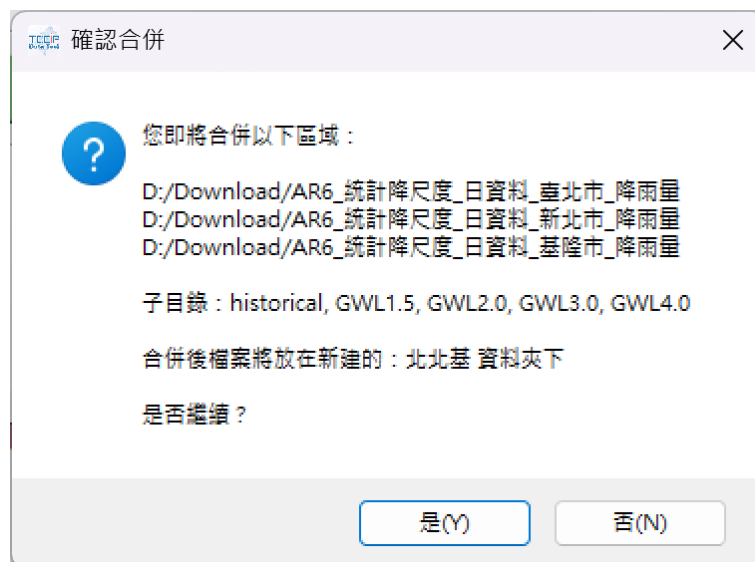 TCCIP
Data Tool
確認合併
您即將合併以下區域：
D:/Download/AR6_統計降尺度_日資料_臺北市_降雨量
D:/Download/AR6_統計降尺度_日資料_新北市_降雨量
D:/Download/AR6_統計降尺度_日資料_基隆市_降雨量
子目錄：historical, GWL1.5, GWL2.0, GWL3.0, GWL4.0
合併後檔案將放在新建的：北北基 資料夾下
是否繼續？
是(Y)
否(N)